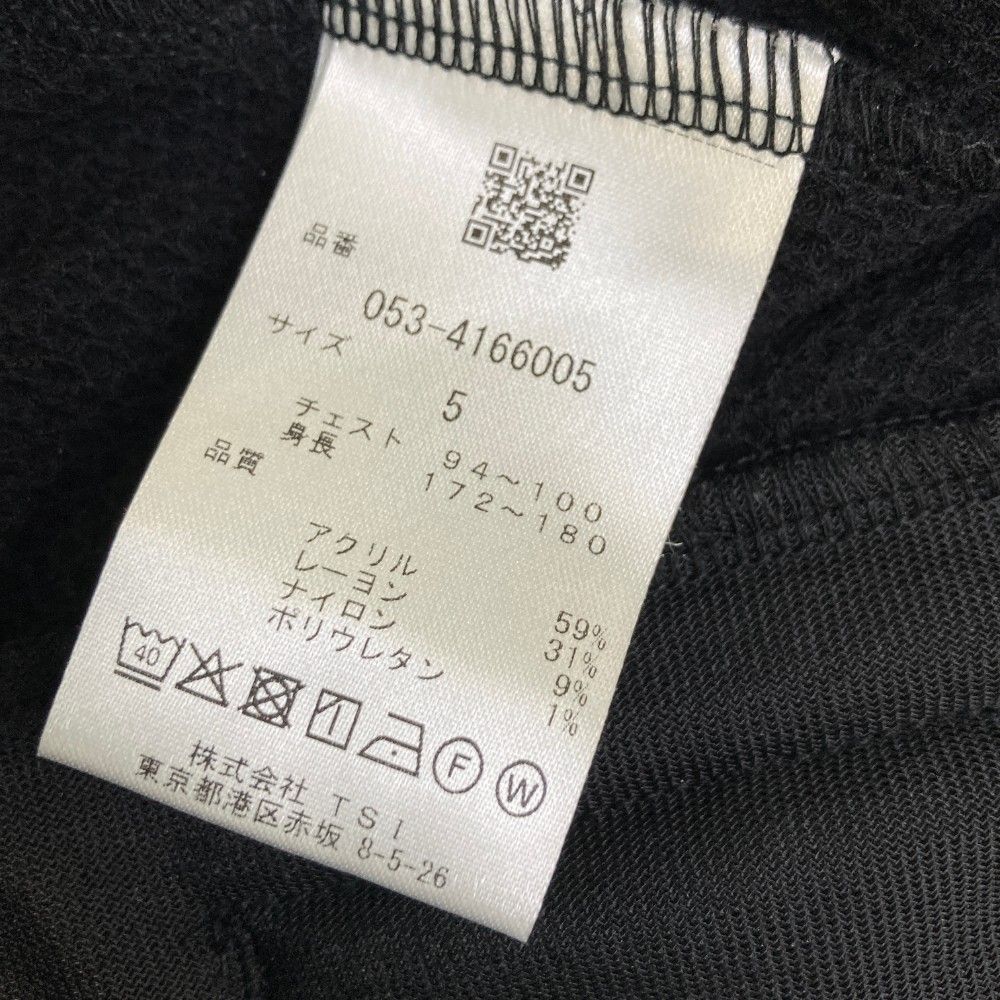 品番
053-4166005
サイズ
5
チェスト 94～100
身長 172～180
品質
アクリル 59%
レーヨン 31%
ナイロン 9%
ポリウレタン 1%
40
F W
株式会社 TSI
東京都港区赤坂 8-5-26